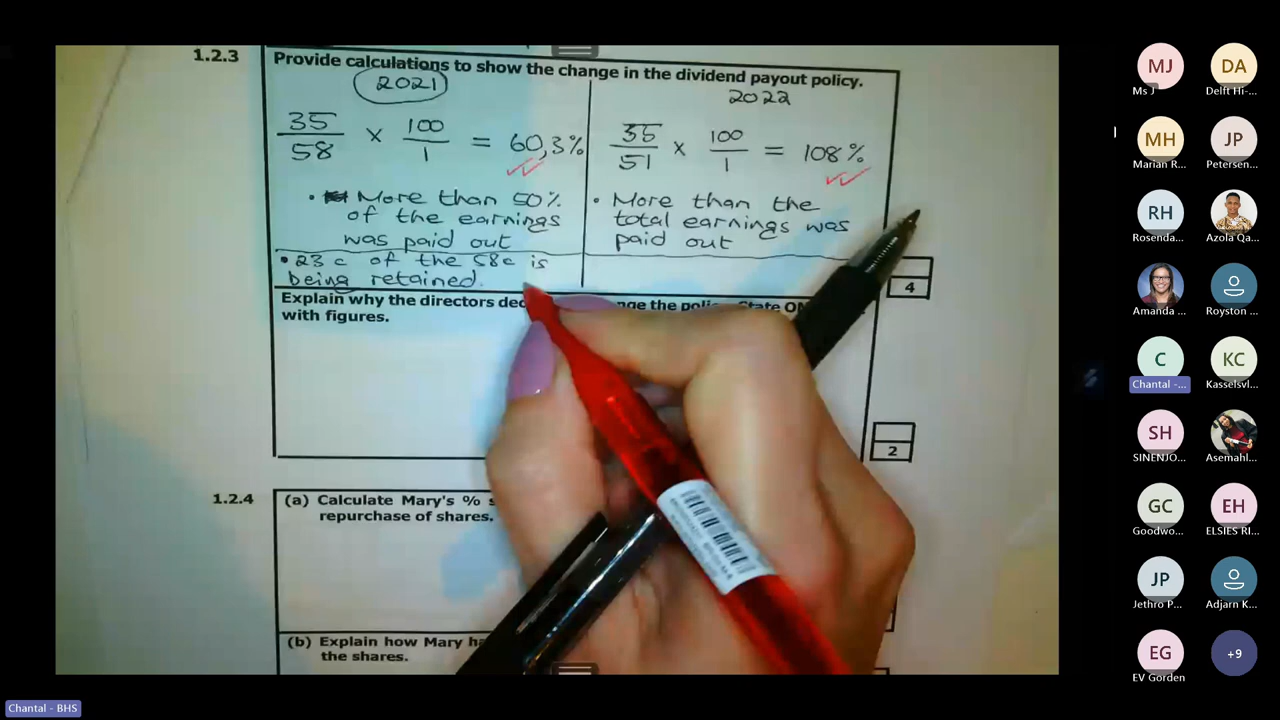 1.2.3
Provide calculations to show the change in the dividend payout policy.
2021
2022
35/58 × 100/1 = 60,3%
35/51 × 100/1 = 108%
• More than 50%
of the earnings
was paid out
• 23c of the 58c is
being retained.
• More than the
total earnings was
paid out
4
Explain why the directors
the
State
with figures.
2
1.2.4
(a) Calculate Mary's %
repurchase of shares.
(b) Explain how Mary
the shares.
MJ
Ms J
DA
Delft Hi-...
MH
Marian R...
JP
Petersen...
RH
Rosenda...
Azola Qa...
Amanda ...
Royston ...
C
Chantal -...
KC
Kasselsvl...
SH
SINENJO...
Asemahl...
GC
Goodwo...
EH
ELSIES RI...
JP
Jethro P...
Adjarn K...
EG
EV Gorden
+9
Chantal - BHS